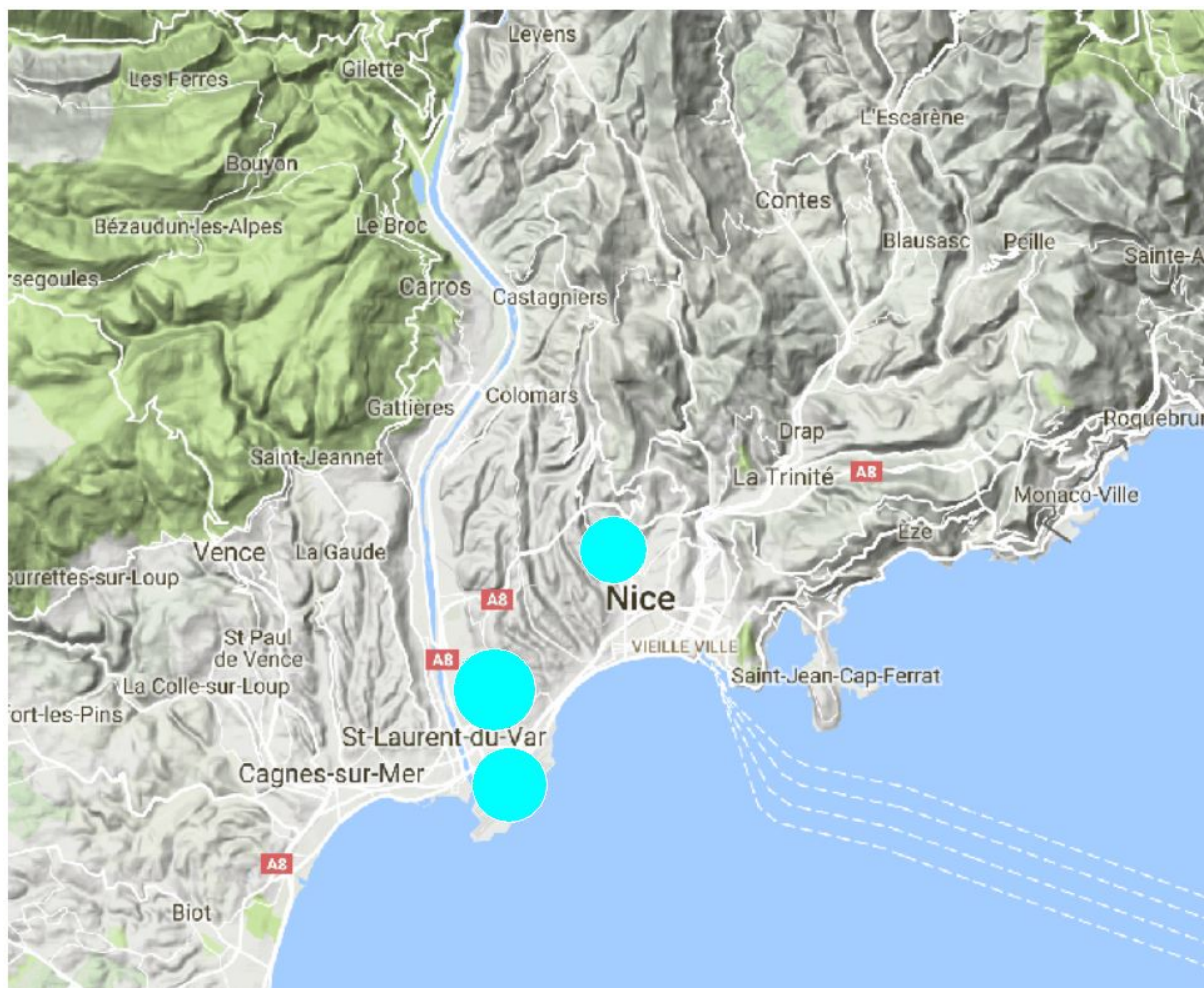 Levens
Gilette
Les Ferres
L'Escarène
Bouyon
Contes
Bézaudun-les-Alpes
Le Broc
Blausasc
Peille
Sainte-A
rsegoules
Carros
Castagniers
Gattières
Colomars
Roquebrun
Drap
Saint-Jeannet
La Trinité
A8
Monaco-Ville
Èze
Vence
La Gaude
ourrettes-sur-Loup
A8
Nice
St Paul
de Vence
VIEILLE VILLE
A8
Saint-Jean-Cap-Ferrat
La Colle-sur-Loup
fort-les-Pins
St-Laurent-du-Var
Cagnes-sur-Mer
A8
Biot